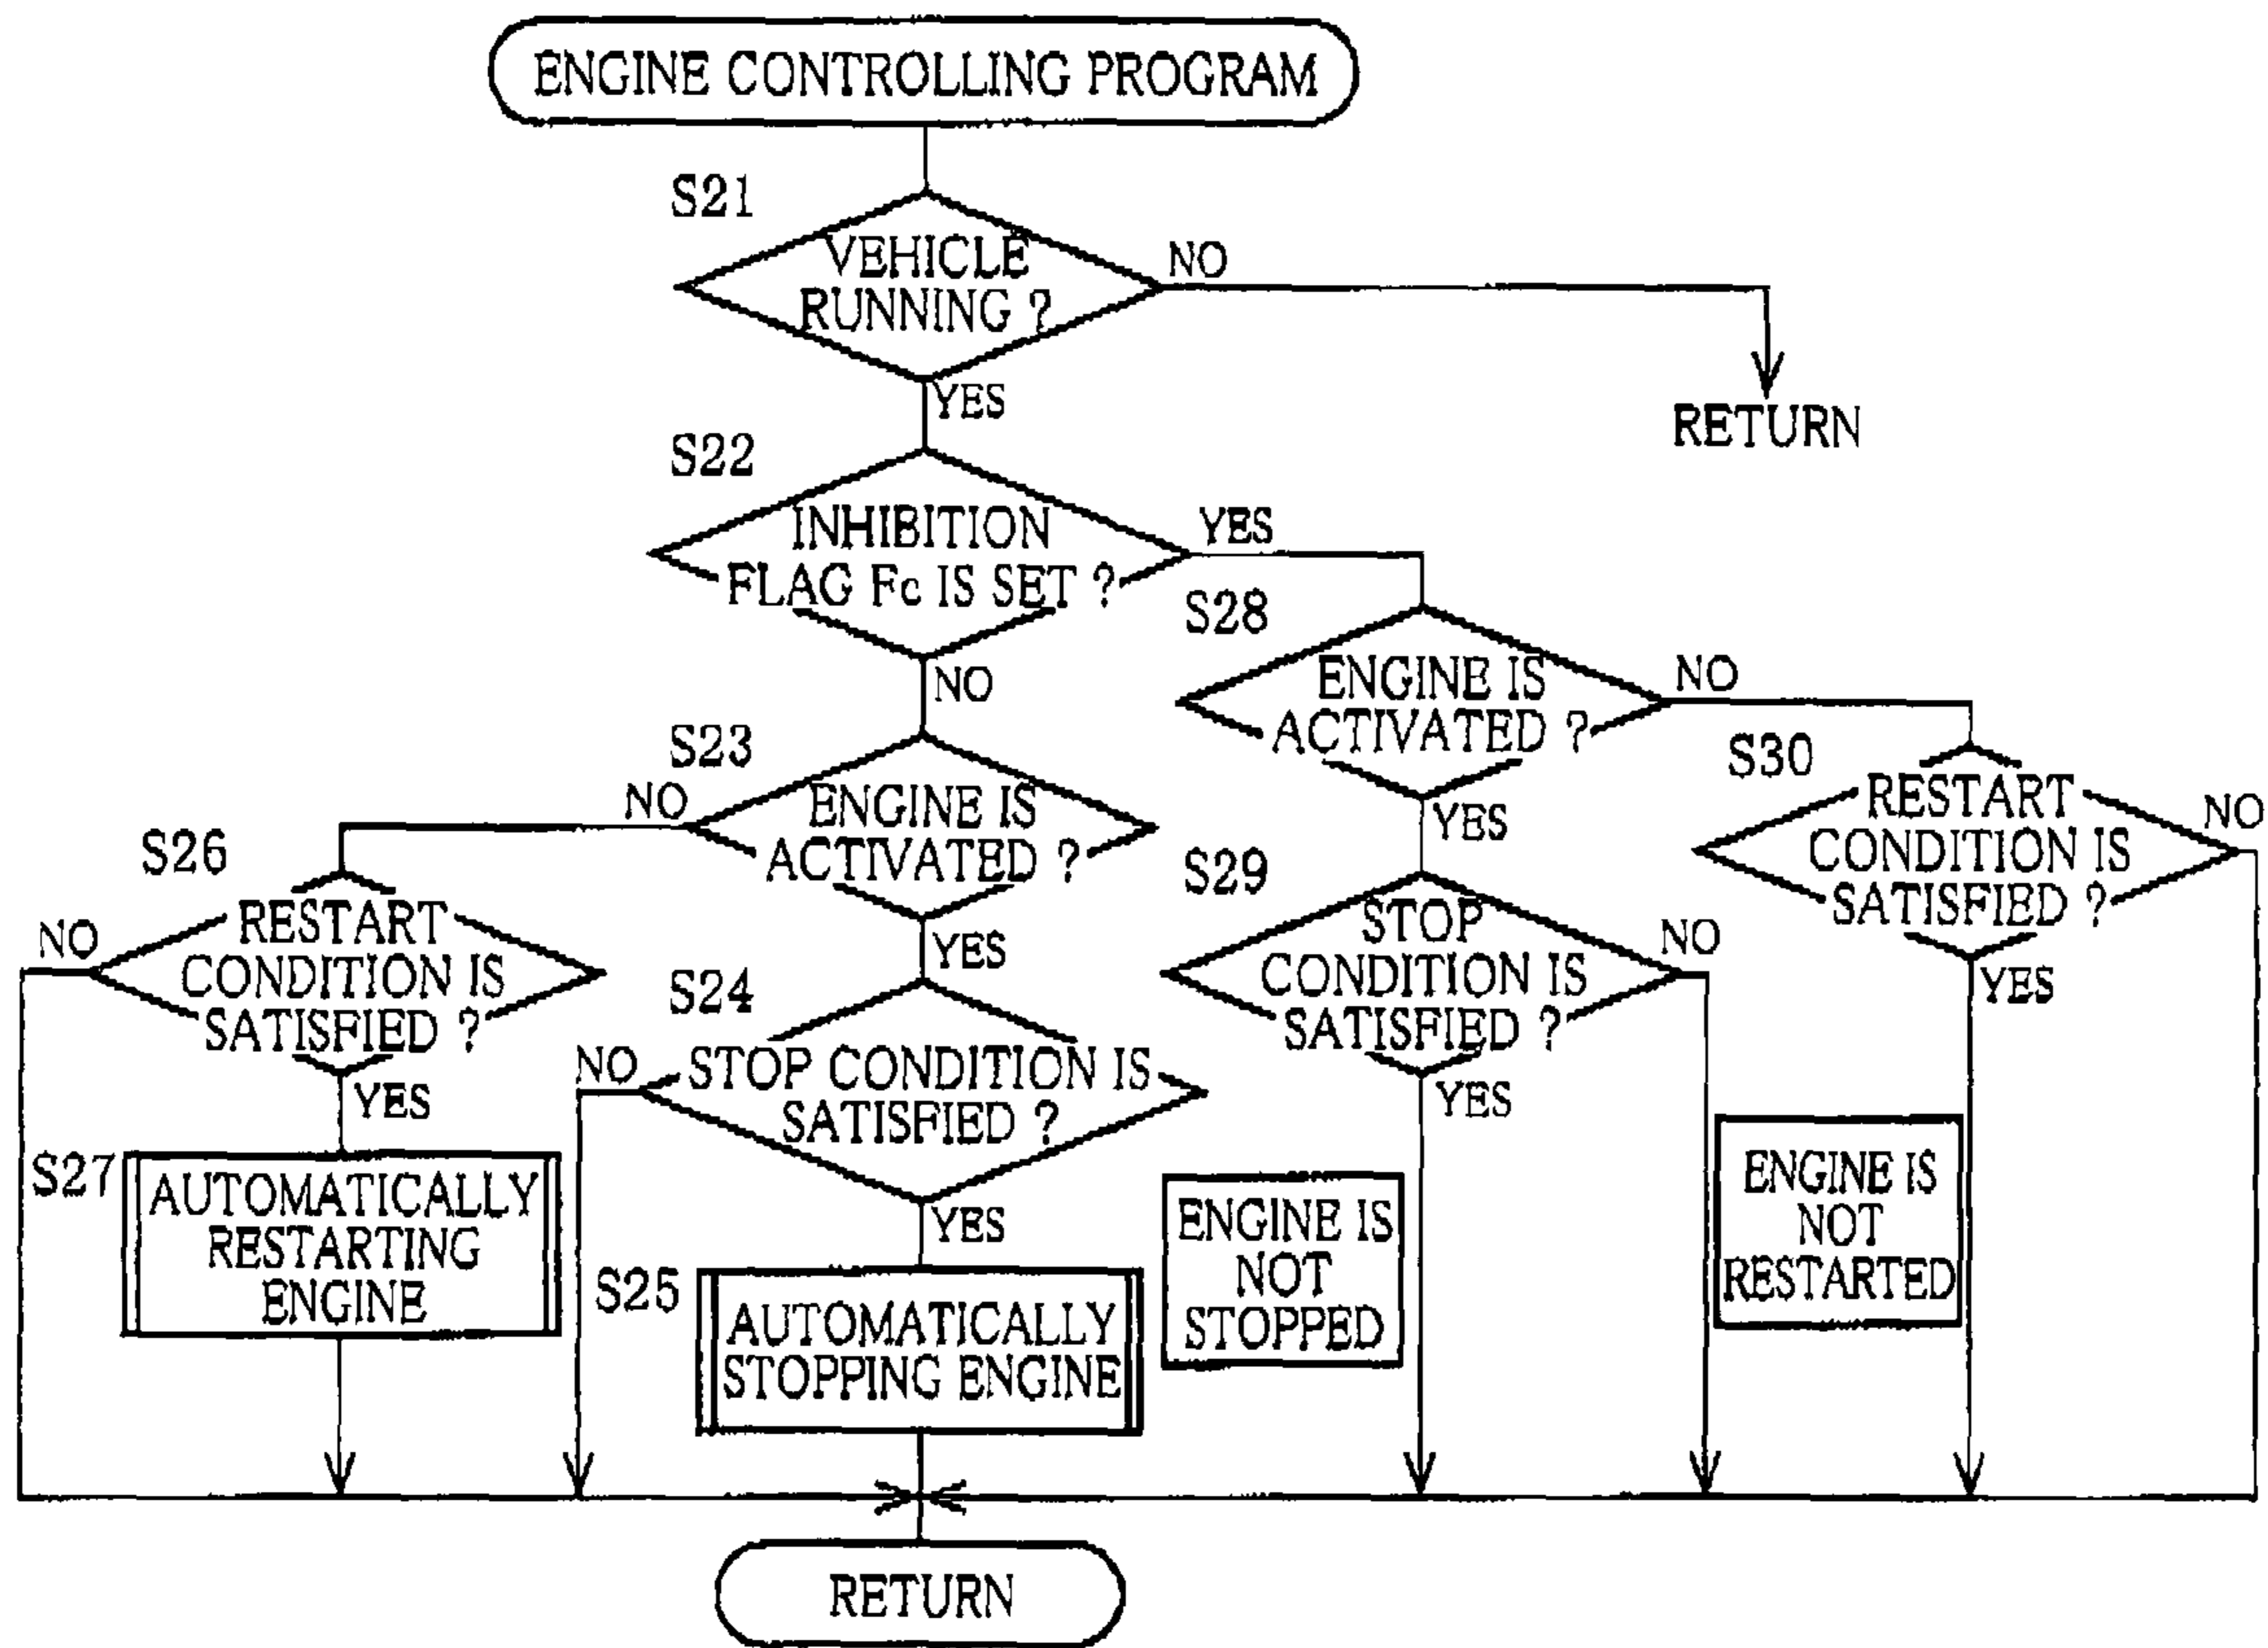 ENGINE CONTROLLING PROGRAM
S21
VEHICLE
RUNNING ?
NO
YES
RETURN
S22
INHIBITION
FLAG Fc IS SET ?
YES
NO
S28
ENGINE IS
ACTIVATED ?
NO
YES
S23
ENGINE IS
ACTIVATED ?
NO
YES
S30
RESTART
CONDITION IS
SATISFIED ?
NO
YES
S26
RESTART
CONDITION IS
SATISFIED ?
NO
YES
S29
STOP
CONDITION IS
SATISFIED ?
NO
YES
S24
STOP CONDITION IS
SATISFIED ?
NO
YES
S27
AUTOMATICALLY
RESTARTING
ENGINE
S25
AUTOMATICALLY
STOPPING ENGINE
ENGINE IS
NOT
STOPPED
ENGINE IS
NOT
RESTARTED
RETURN